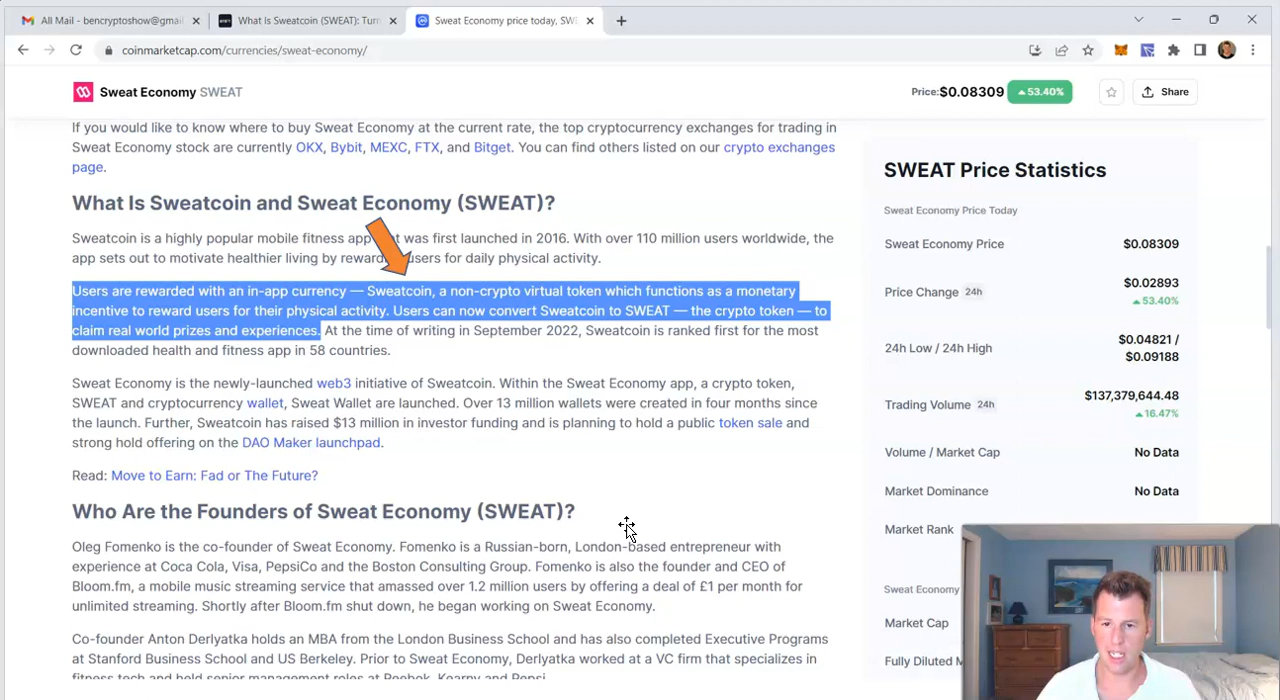 All Mail - bencryptoshow@gmail
What is Sweatcoin (SWEAT): Turn
Sweat Economy price today, SW
coinmarketcap.com/currencies/sweat-economy/
Sweat Economy SWEAT
Price: $0.08309 53.40%
Share
If you would like to know where to buy Sweat Economy at the current rate, the top cryptocurrency exchanges for trading in
Sweat Economy stock are currently OKX, Bybit, MEXC, FTX, and Bitget. You can find others listed on our crypto exchanges
page.
What Is Sweatcoin and Sweat Economy (SWEAT)?
Sweatcoin is a highly popular mobile fitness app was first launched in 2016. With over 110 million users worldwide, the
app sets out to motivate healthier living by users for daily physical activity.
Users are rewarded with an in-app currency — Sweatcoin, a non-crypto virtual token which functions as a monetary
incentive to reward users for their physical activity. Users can now convert Sweatcoin to SWEAT — the crypto token — to
claim real world prizes and experiences. At the time of writing in September 2022, Sweatcoin is ranked first for the most
downloaded health and fitness app in 58 countries.
Sweat Economy is the newly-launched web3 initiative of Sweatcoin. Within the Sweat Economy app, a crypto token,
SWEAT and cryptocurrency wallet, Sweat Wallet are launched. Over 13 million wallets were created in four months since
the launch. Further, Sweatcoin has raised $13 million in investor funding and is planning to hold a public token sale and
strong hold offering on the DAO Maker launchpad.
Read: Move to Earn: Fad or The Future?
Who Are the Founders of Sweat Economy (SWEAT)?
Oleg Fomenko is the co-founder of Sweat Economy. Fomenko is a Russian-born, London-based entrepreneur with
experience at Coca Cola, Visa, PepsiCo and the Boston Consulting Group. Fomenko is also the founder and CEO of
Bloom.fm, a mobile music streaming service that amassed over 1.2 million users by offering a deal of £1 per month for
unlimited streaming. Shortly after Bloom.fm shut down, he began working on Sweat Economy.
Co-founder Anton Derlyatka holds an MBA from the London Business School and has also completed Executive Programs
at Stanford Business School and US Berkeley. Prior to Sweat Economy, Derlyatka worked at a VC firm that specializes in
fitness tech and held senior management roles at Reebok, Kearny and Pepsi.
SWEAT Price Statistics
Sweat Economy Price Today
Sweat Economy Price $0.08309
Price Change 24h $0.02893
53.40%
24h Low / 24h High $0.04821 /
$0.09188
Trading Volume 24h $137,379,644.48
16.47%
Volume / Market Cap No Data
Market Dominance No Data
Market Rank
Sweat Economy
Market Cap
Fully Diluted